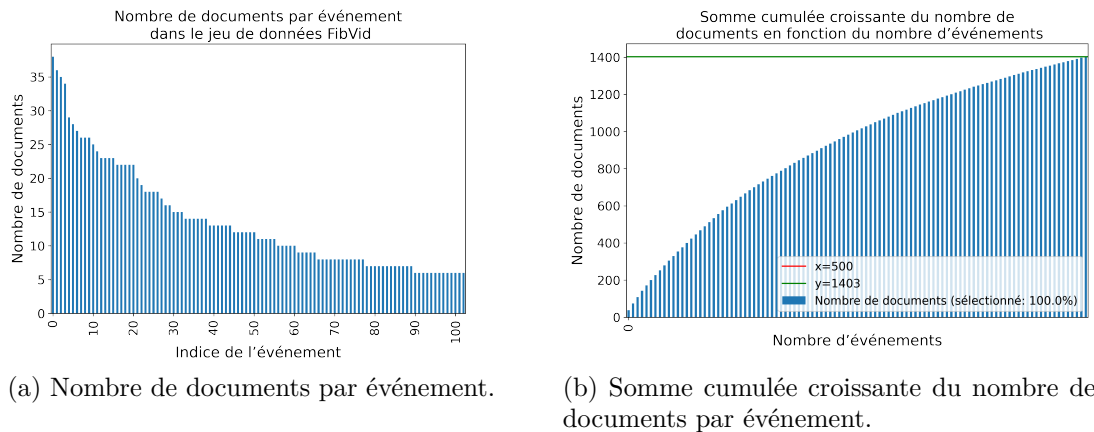 Nombre de documents par événement
dans le jeu de données FibVid
Nombre de documents
35
30
25
20
15
10
5
0
0
10
20
30
40
50
60
70
80
90
100
Indice de l’événement
(a) Nombre de documents par événement.
Somme cumulée croissante du nombre de
documents en fonction du nombre d’événements
Nombre de documents
1400
1200
1000
800
600
400
200
0
0
x=500
y=1403
Nombre de documents (sélectionné: 100.0%)
Nombre d’événements
(b) Somme cumulée croissante du nombre de
documents par événement.